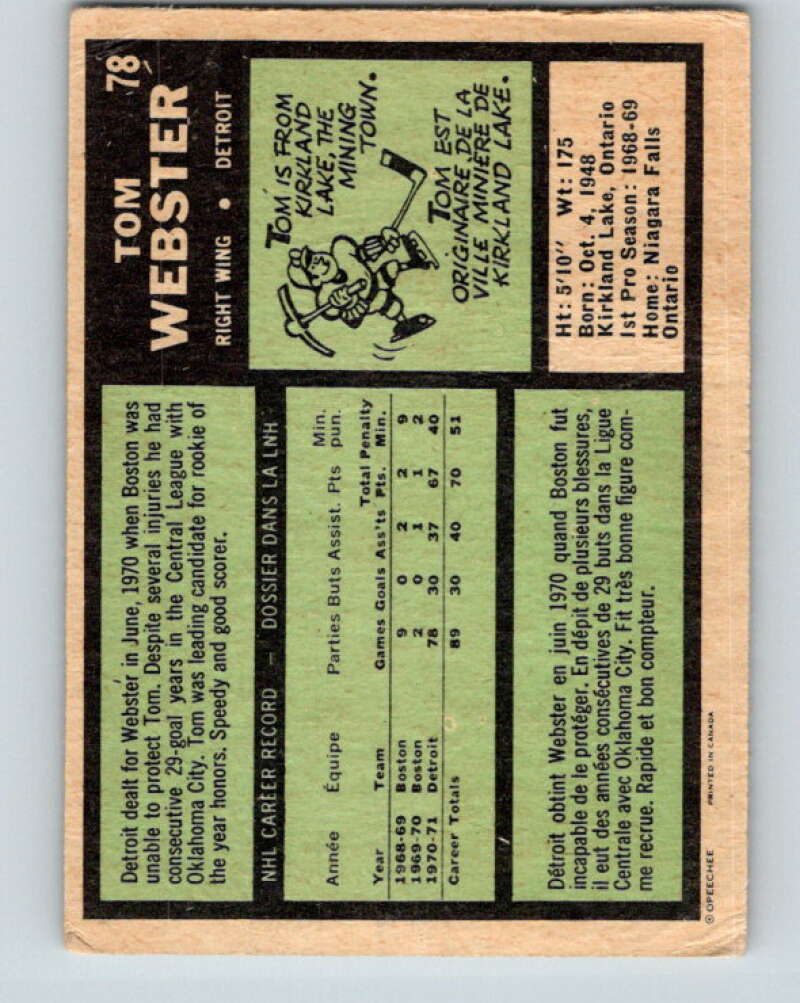 78
TOM
WEBSTER
RIGHT WING • DETROIT
Detroit dealt for Webster in June, 1970 when Boston was
unable to protect Tom. Despite several injuries he had
consecutive 29-goal years in the Central League with
Oklahoma City. Tom was leading candidate for rookie of
the year honors. Speedy and good scorer.
TOM IS FROM
KIRKLAND
LAKE, THE
MINING
TOWN.
TOM EST
ORIGINAIRE DE LA
VILLE MINIÈRE DE
KIRKLAND LAKE.
NHL CAREER RECORD — DOSSIER DANS LA LNH
Année Équipe Parties Buts Assist. Pts Min. pun.
Year Team Games Goals Ass'ts Total Pts. Penalty Min.
1968-69 Boston 9 0 2 2 9
1969-70 Boston 2 0 1 1 2
1970-71 Detroit 78 30 37 67 40
Career Totals 89 30 40 70 51
Ht: 5'10" Wt: 175
Born: Oct. 4, 1948
Kirkland Lake, Ontario
1st Pro Season: 1968-69
Home: Niagara Falls
Ontario
Détroit obtint Webster en juin 1970 quand Boston fut
incapable de le protéger. En dépit de plusieurs blessures,
il eut des années consécutives de 29 buts dans la Ligue
Centrale avec Oklahoma City. Fit très bonne figure com-
me recrue. Rapide et bon compteur.
© OPEECHEE PRINTED IN CANADA